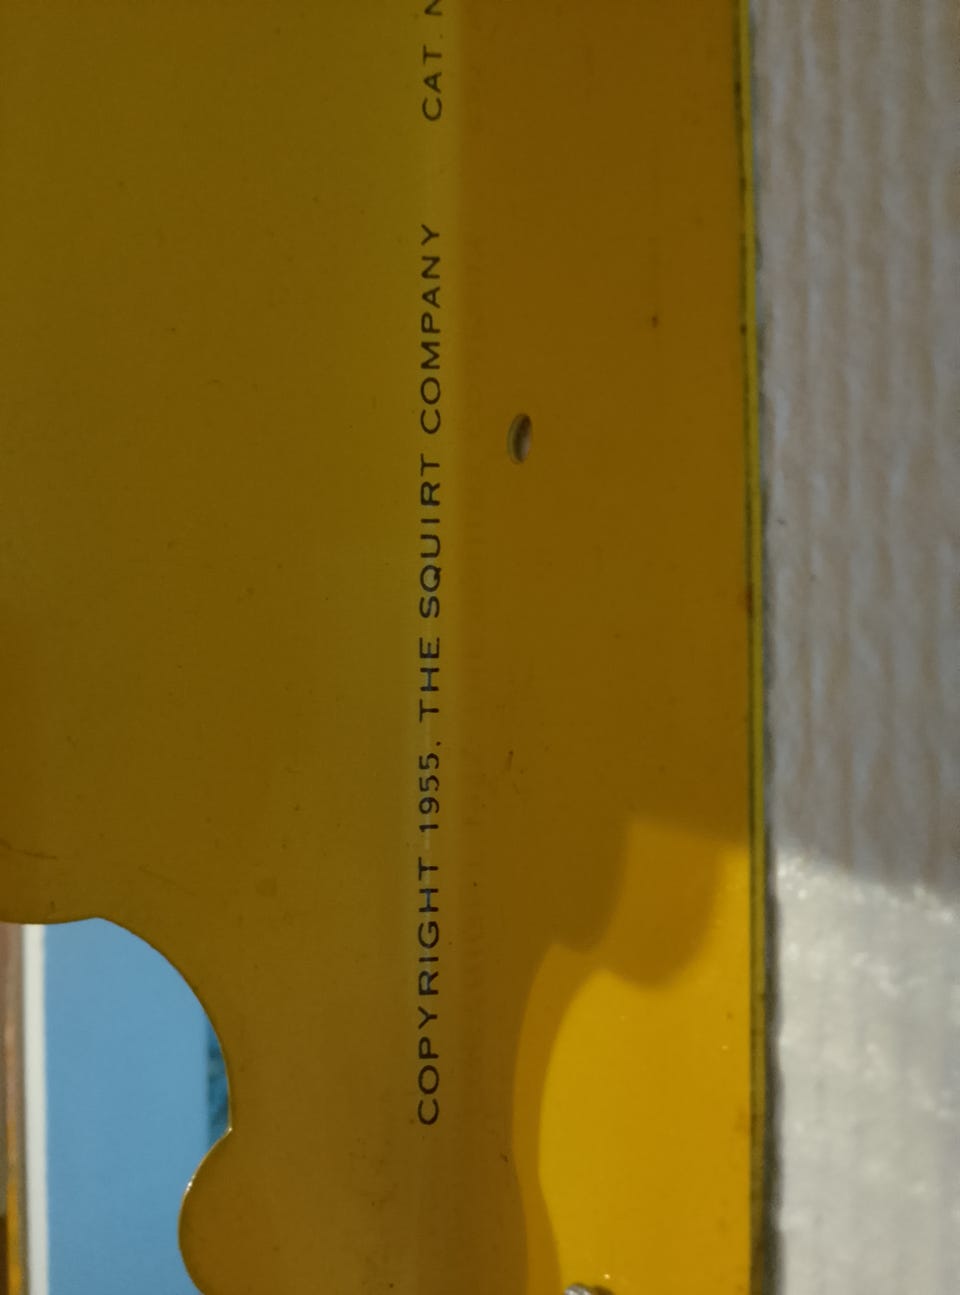 COPYRIGHT 1955, THE SQUIRT COMPANY CAT. N